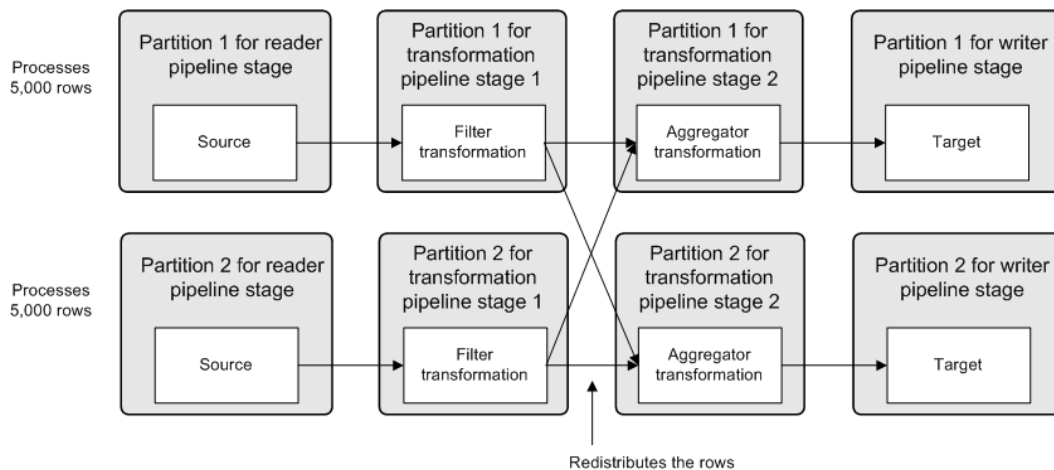 Processes
5,000 rows
Partition 1 for reader
pipeline stage
Source
Partition 1 for
transformation
pipeline stage 1
Filter
transformation
Partition 1 for
transformation
pipeline stage 2
Aggregator
transformation
Partition 1 for writer
pipeline stage
Target
Processes
5,000 rows
Partition 2 for reader
pipeline stage
Source
Partition 2 for
transformation
pipeline stage 1
Filter
transformation
Partition 2 for
transformation
pipeline stage 2
Aggregator
transformation
Partition 2 for writer
pipeline stage
Target
Redistributes the rows